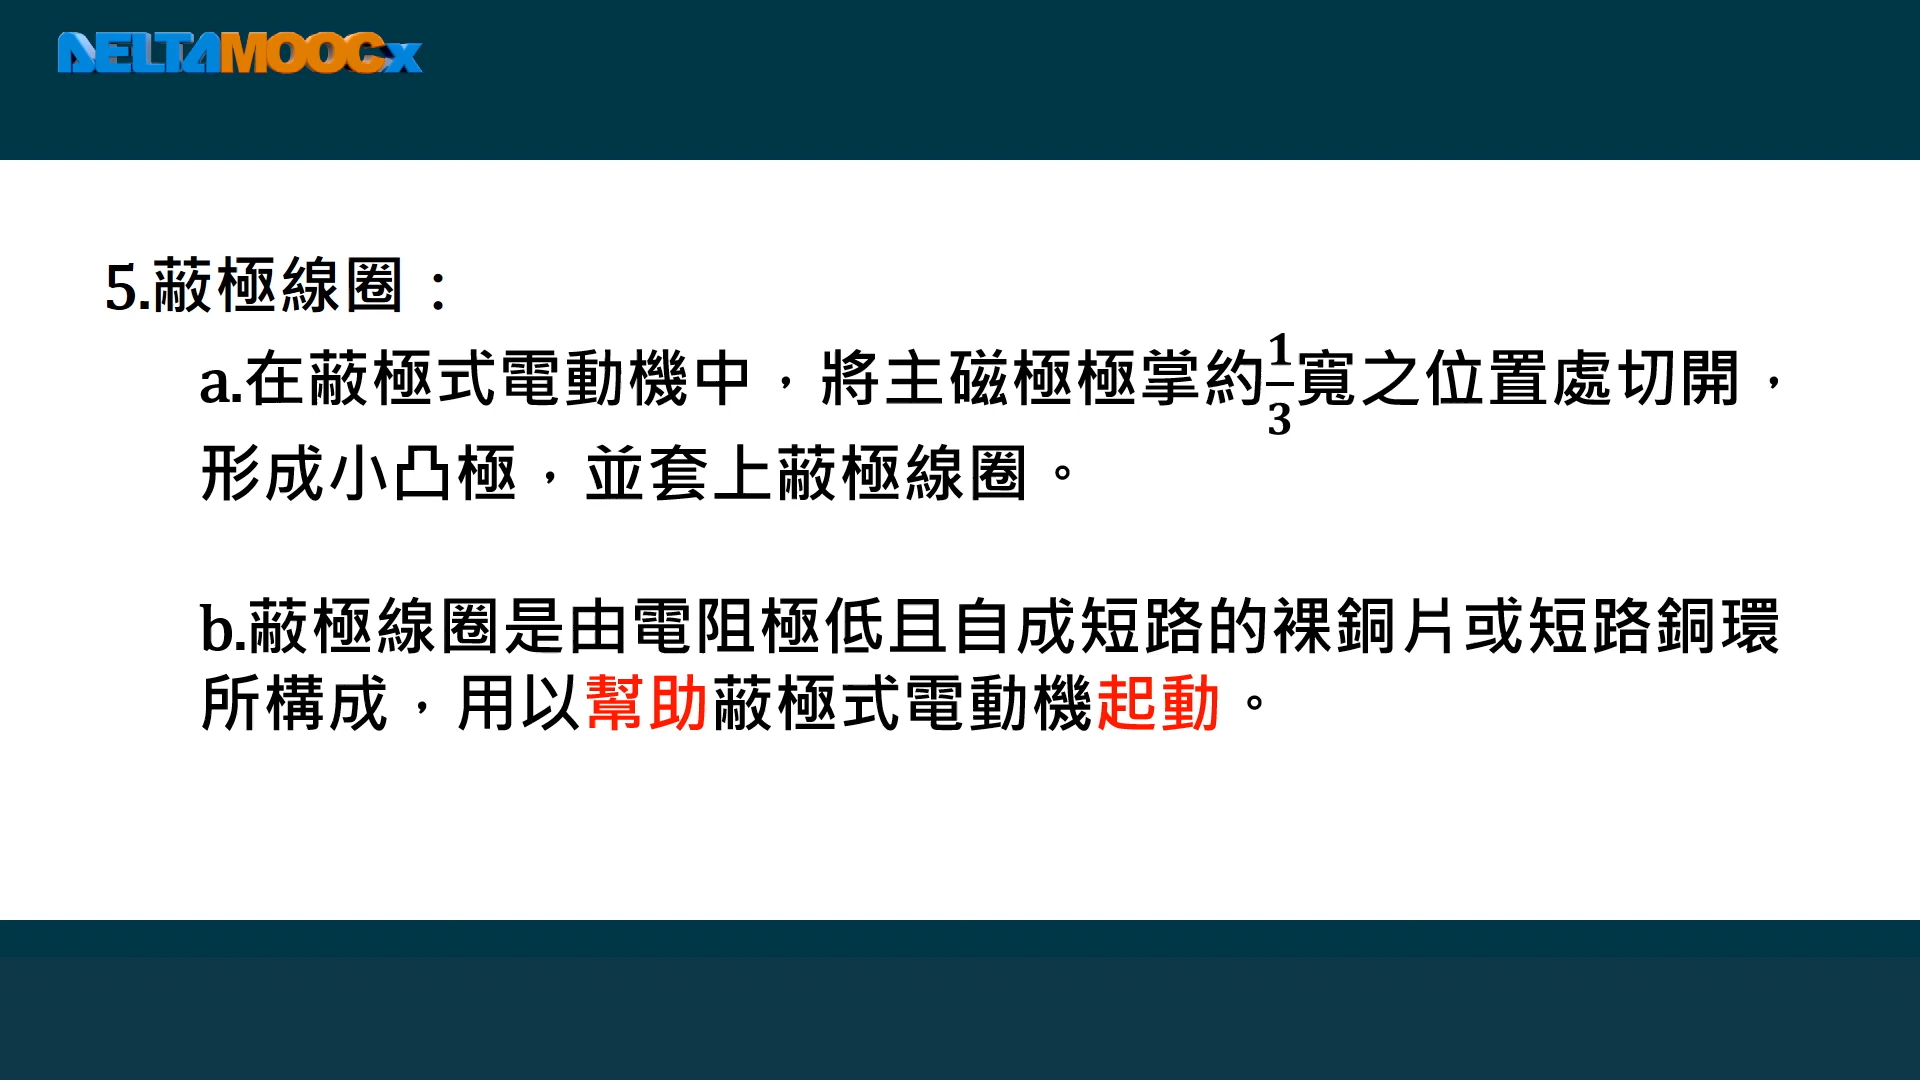 DELTAMOOCx
5.蔽極線圈：
a.在蔽極式電動機中，將主磁極極掌約1/3寬之位置處切開，
形成小凸極，並套上蔽極線圈。
b.蔽極線圈是由電阻極低且自成短路的裸銅片或短路銅環
所構成，用以幫助蔽極式電動機起動。